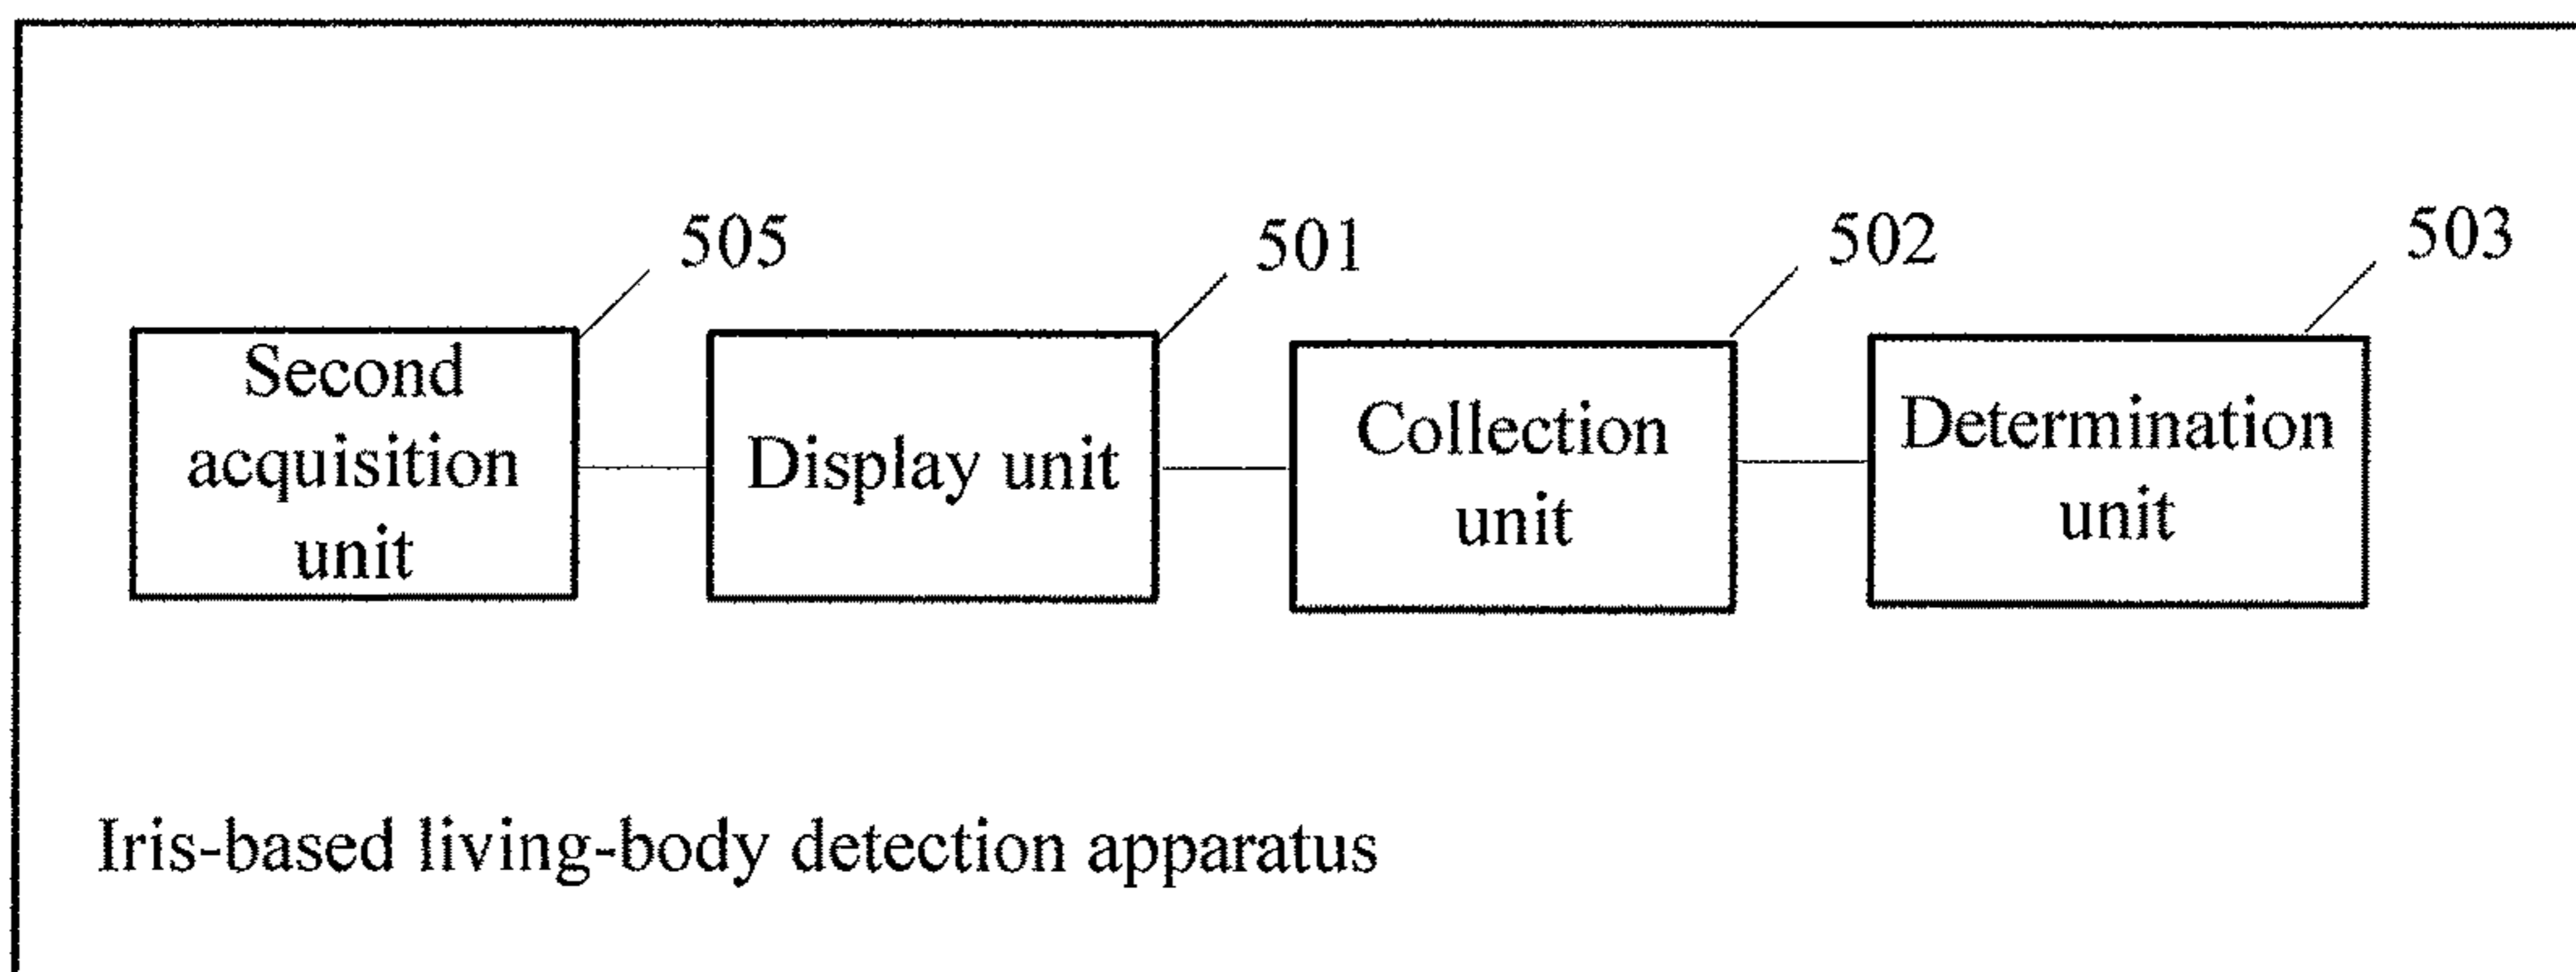 505
501
502
503
Second
acquisition
unit
Display unit
Collection
unit
Determination
unit
Iris-based living-body detection apparatus